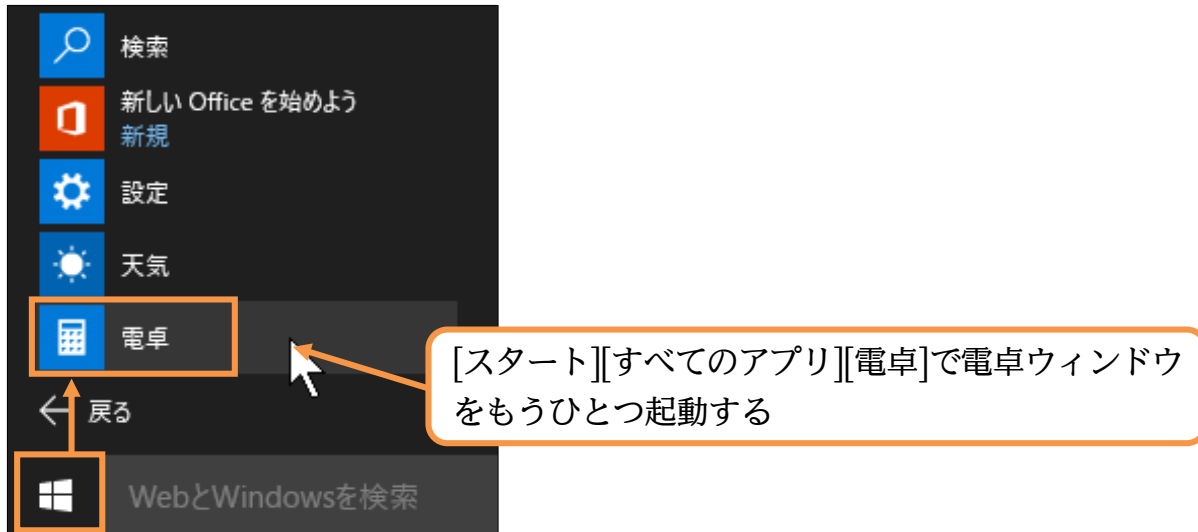 検索
新しい Office を始めよう
新規
設定
天気
電卓
[スタート][すべてのアプリ][電卓]で電卓ウィンドウ
をもうひとつ起動する
戻る
WebとWindowsを検索